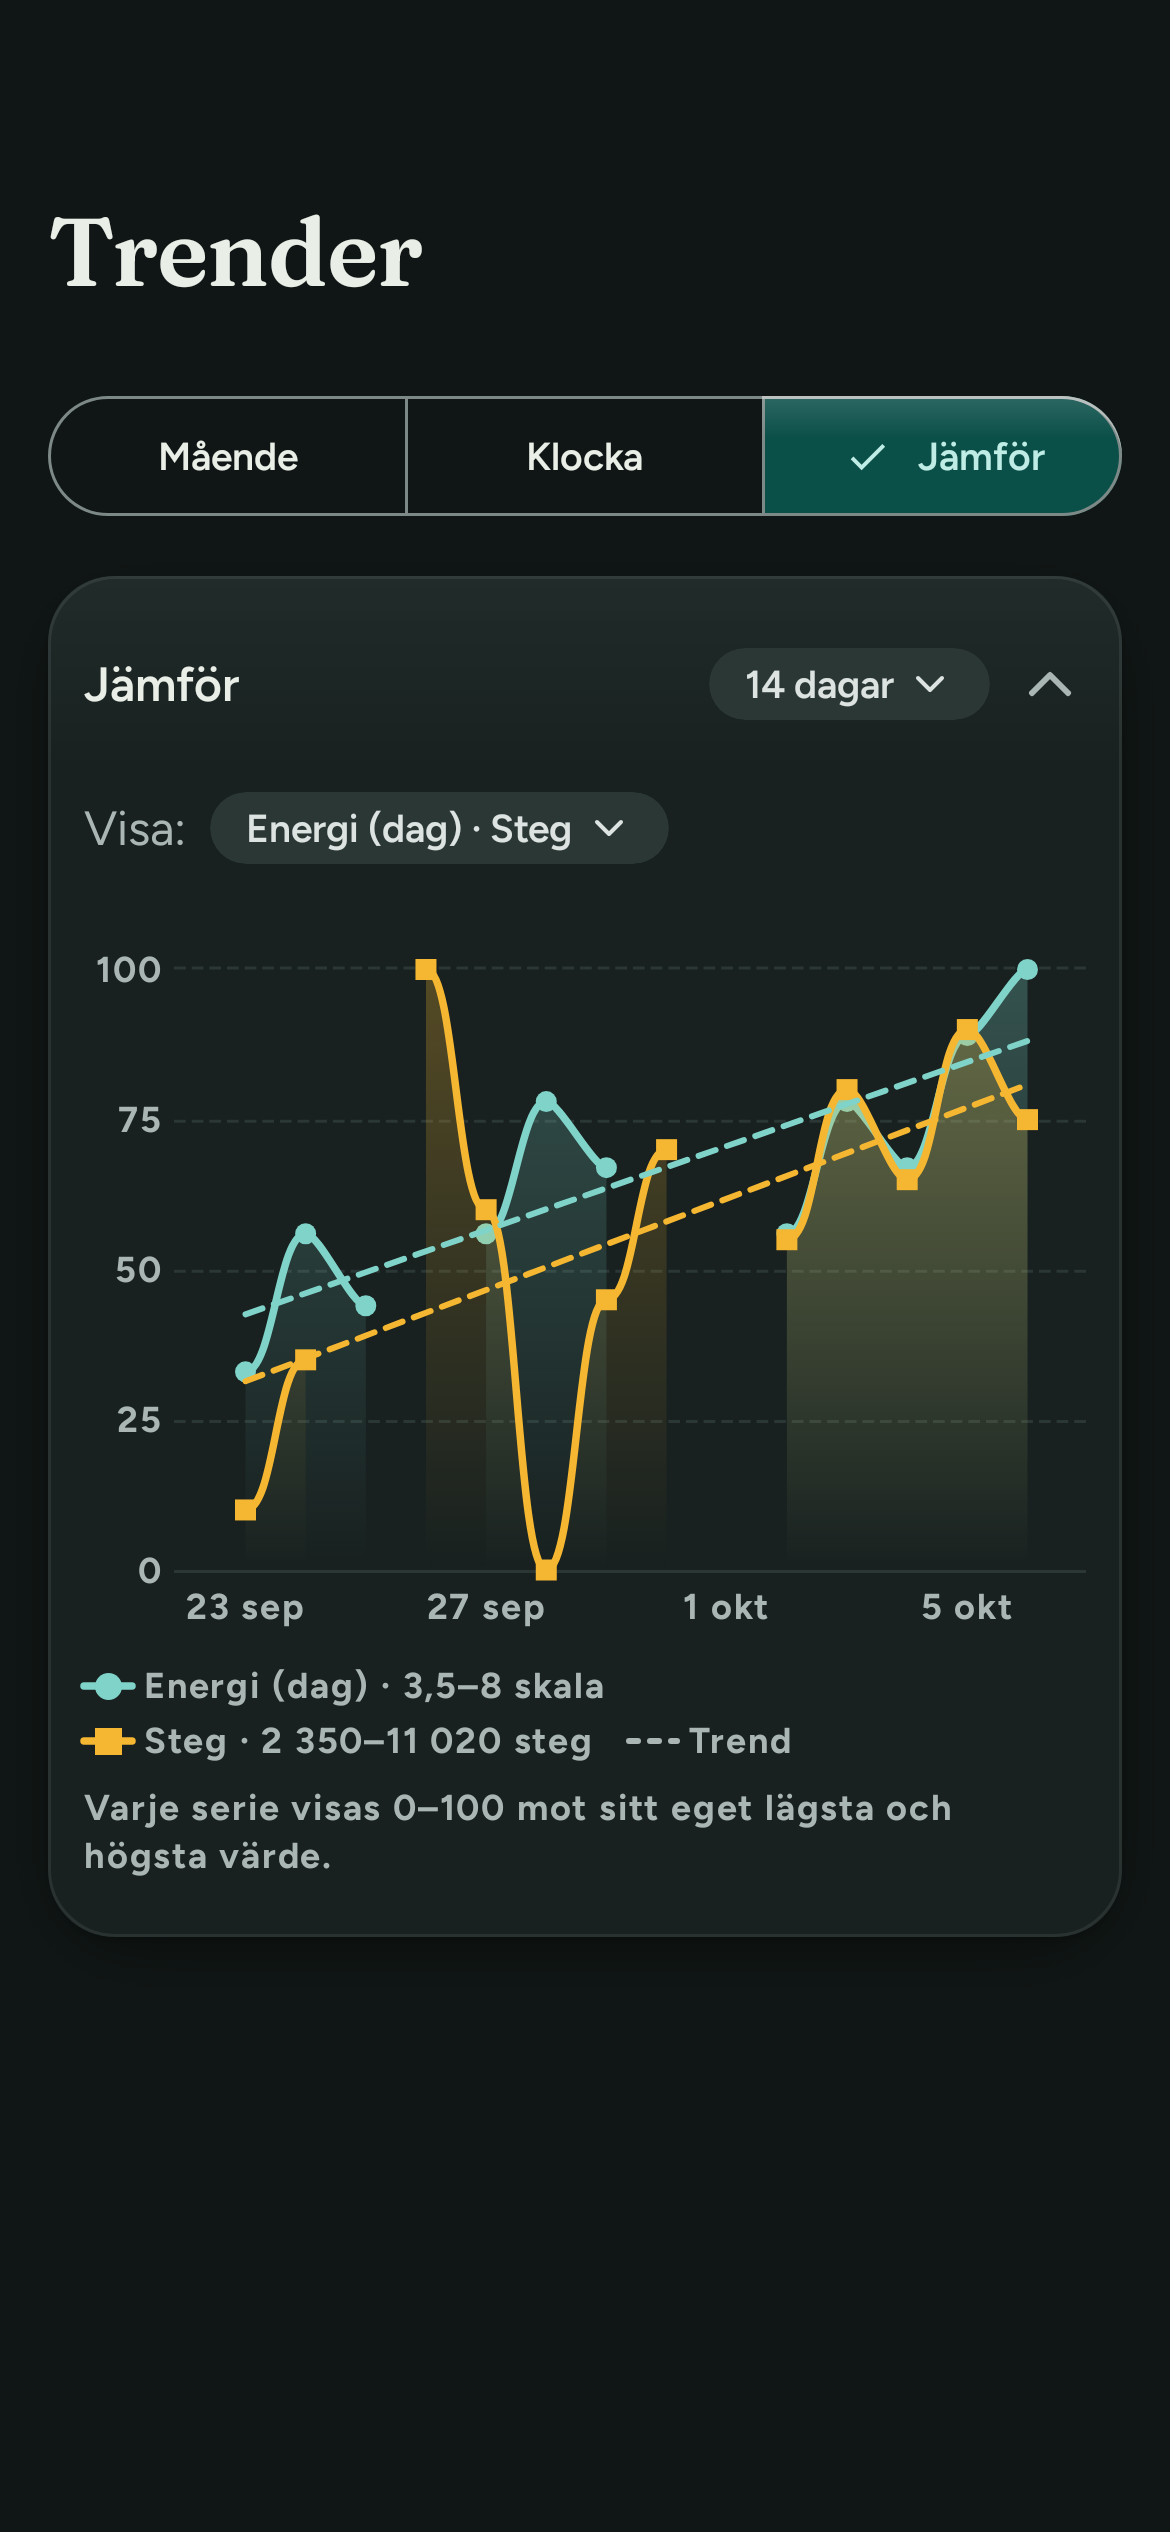 Trender
Mående
Klocka
Jämför
Jämför
14 dagar
Visa:
Energi (dag) · Steg
100
75
50
25
0
23 sep
27 sep
1 okt
5 okt
Energi (dag) · 3,5–8 skala
Steg · 2 350–11 020 steg
Trend
Varje serie visas 0–100 mot sitt eget lägsta och
högsta värde.